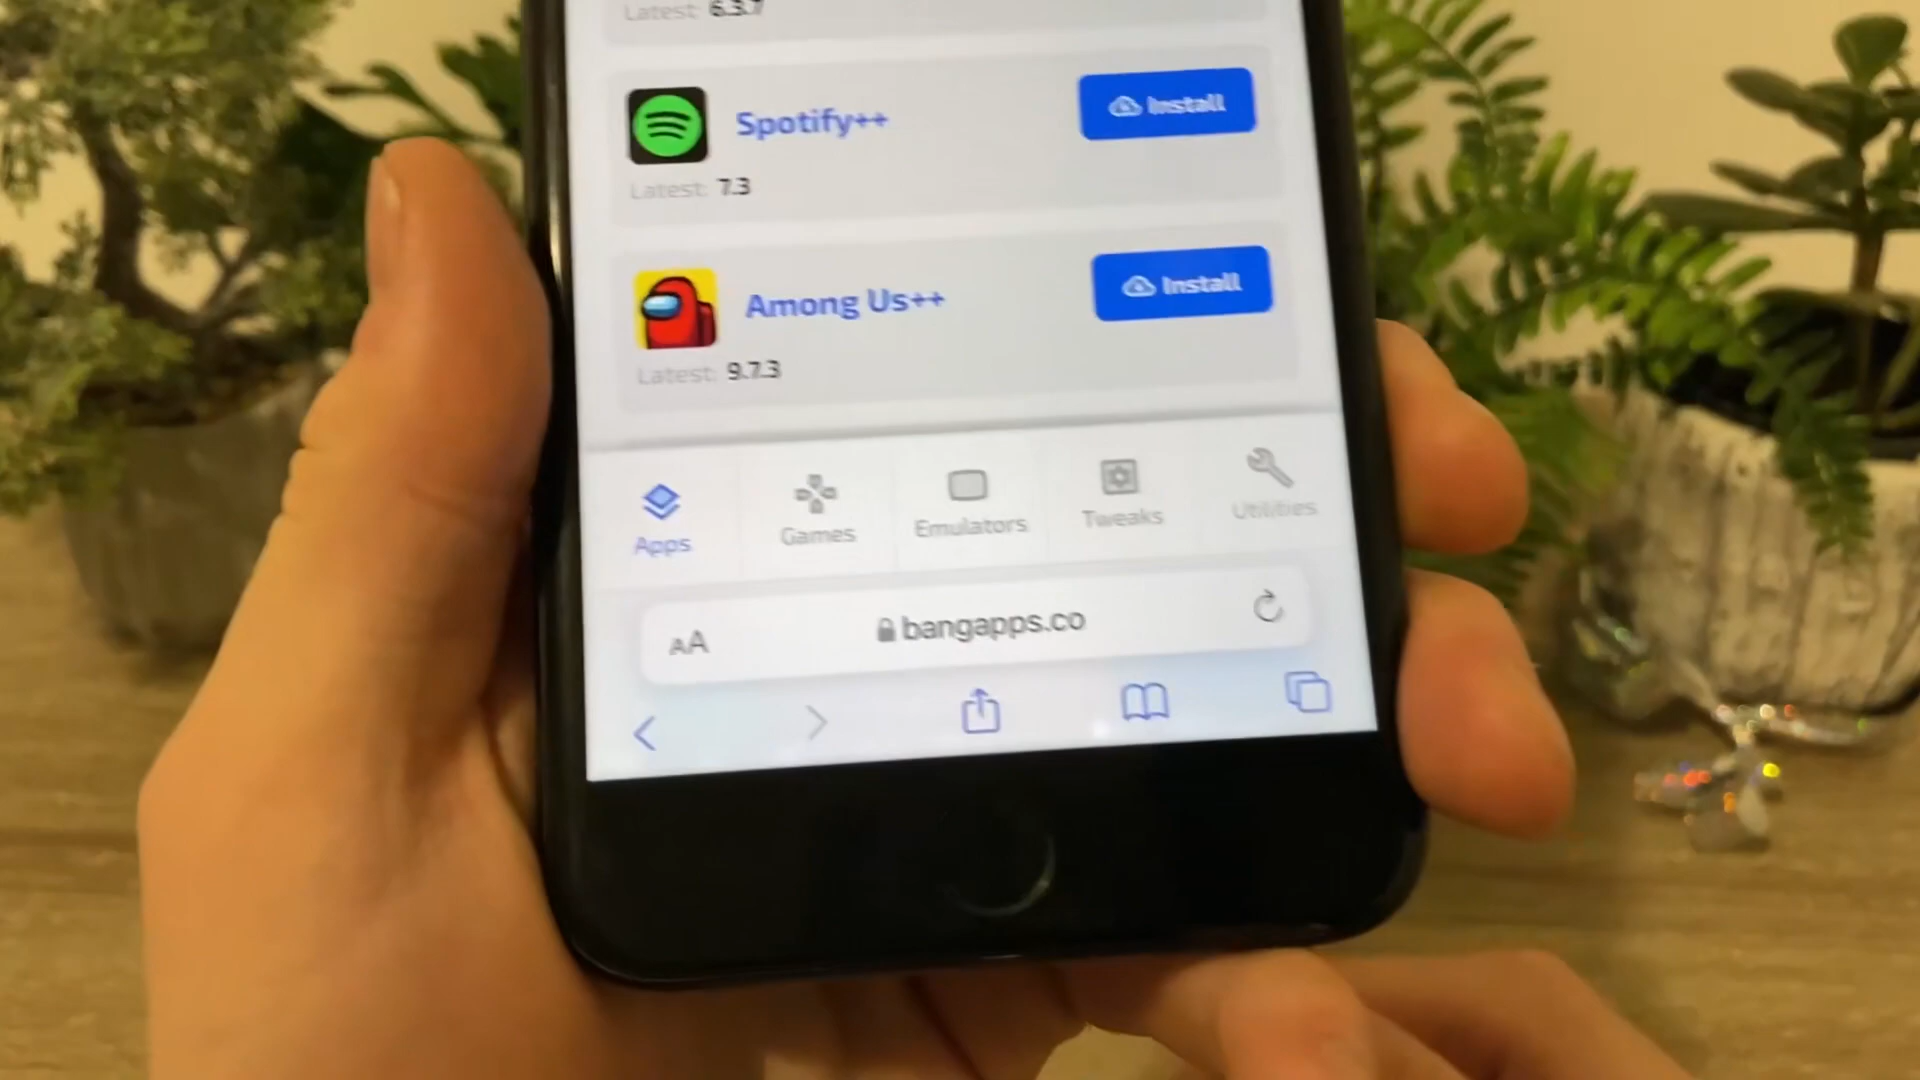 Latest: 6.3.7
Spotify++
Install
Latest: 7.3
Among Us++
Install
Latest: 9.7.3
Apps
Games
Emulators
Tweaks
Utilities
AA
bangapps.co